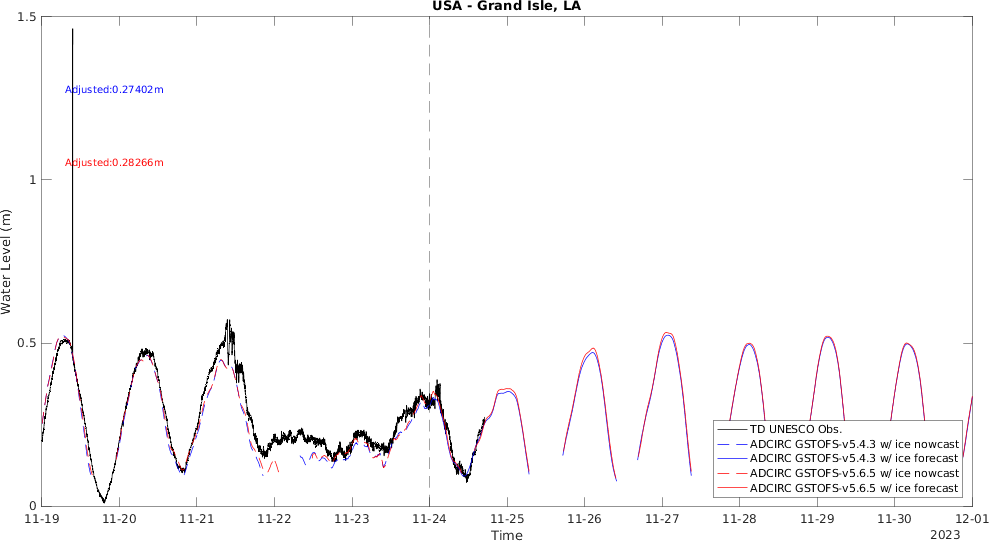 USA - Grand Isle, LA
1.5
Adjusted:0.27402m
Adjusted:0.28266m
1
Water Level (m)
0.5
TD UNESCO Obs.
ADCIRC GSTOFS-v5.4.3 w/ ice nowcast
ADCIRC GSTOFS-v5.4.3 w/ ice forecast
ADCIRC GSTOFS-v5.6.5 w/ ice nowcast
ADCIRC GSTOFS-v5.6.5 w/ ice forecast
0
11-19 11-20 11-21 11-22 11-23 11-24 11-25 11-26 11-27 11-28 11-29 11-30 12-01
Time
2023